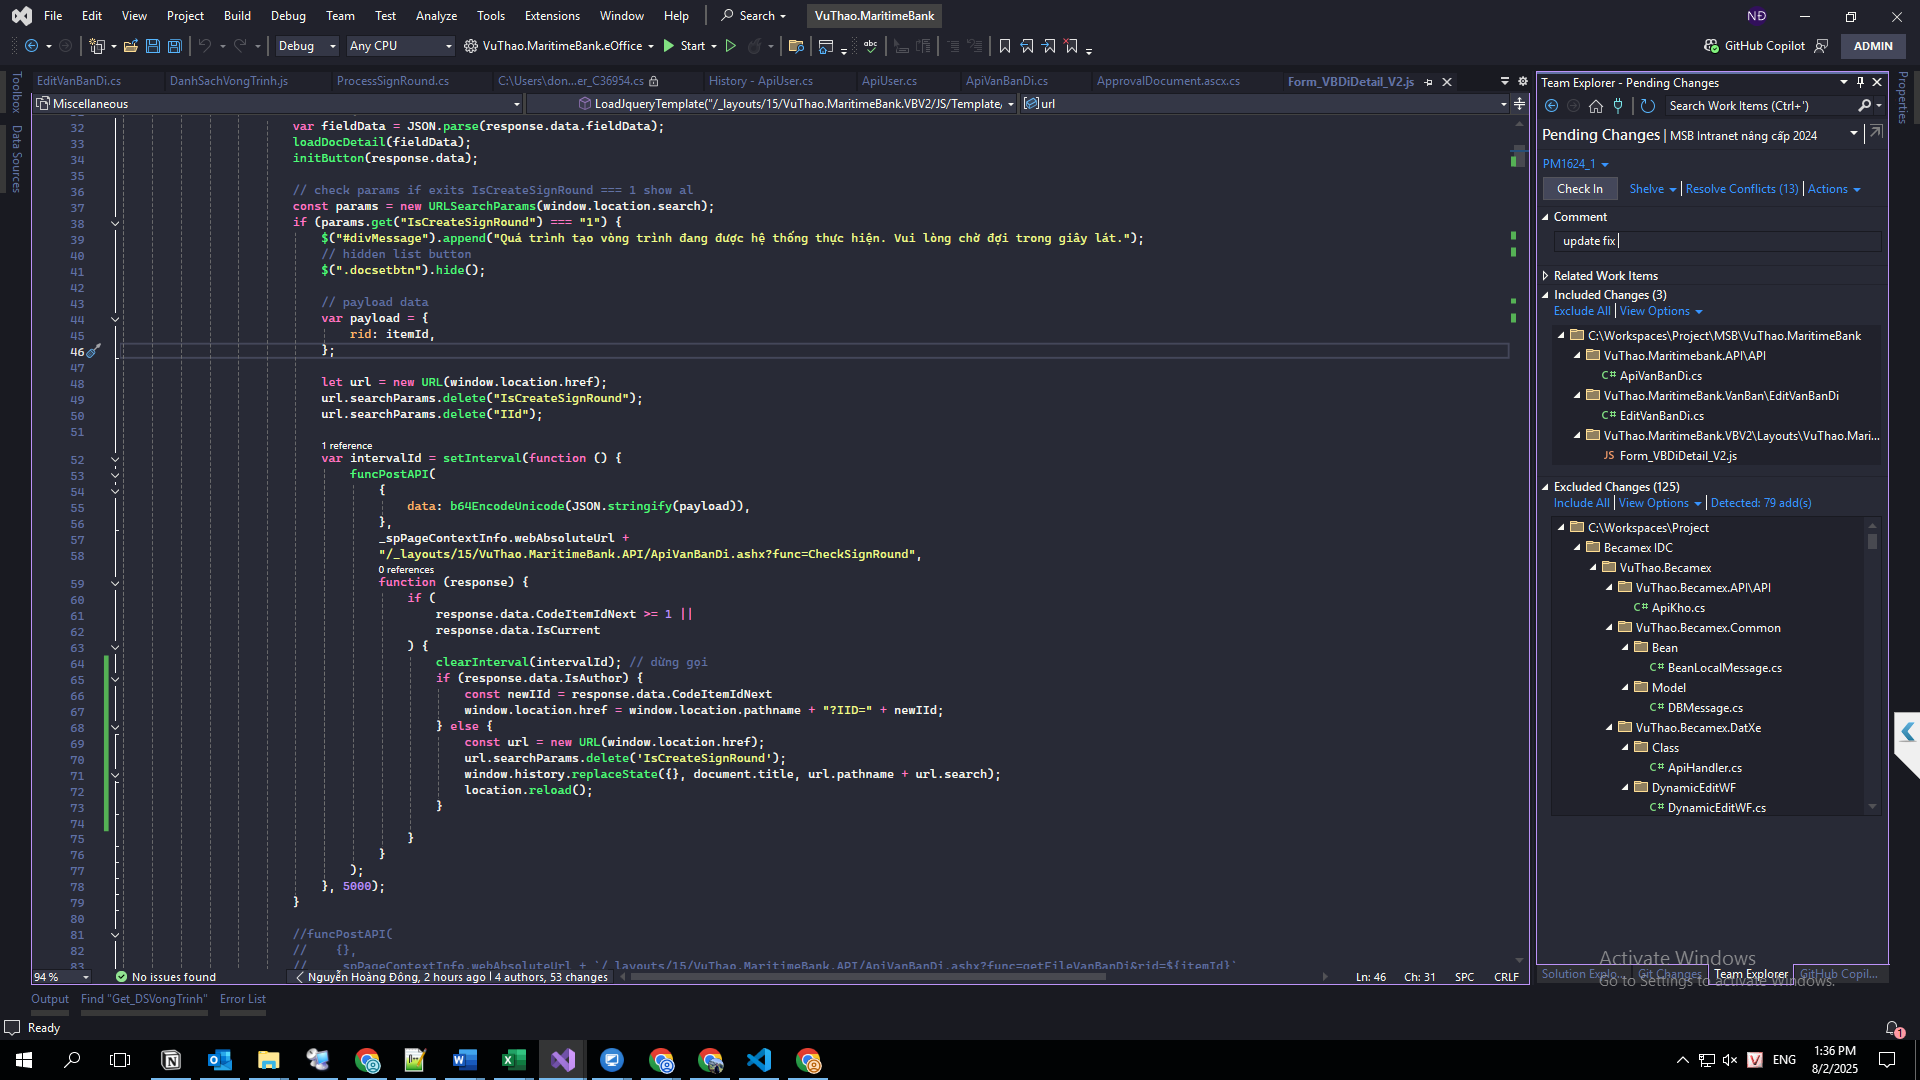 File Edit View Project Build Debug Team Test Analyze Tools Extensions Window Help Search VuThao.MaritimeBank NĐ
Debug Any CPU VuThao.MaritimeBank.eOffice Start GitHub Copilot ADMIN
EditVanBanDi.cs DanhSachVongTrinh.js ProcessSignRound.cs C:\Users\don...er_C36954.cs History - ApiUser.cs ApiUser.cs ApiVanBanDi.cs ApprovalDocument.ascx.cs Form_VBDiDetail_V2.js
Miscellaneous LoadJqueryTemplate("/_layouts/15/VuThao.MaritimeBank.VBV2/JS/Template, url
Toolbox
Data Sources
32 var fieldData = JSON.parse(response.data.fieldData);
33 loadDocDetail(fieldData);
34 initButton(response.data);
35
36 // check params if exits IsCreateSignRound === 1 show al
37 const params = new URLSearchParams(window.location.search);
38 if (params.get("IsCreateSignRound") === "1") {
39 $("#divMessage").append("Quá trình tạo vòng trình đang được hệ thống thực hiện. Vui lòng chờ đợi trong giây lát.");
40 // hidden list button
41 $(".docsetbtn").hide();
42
43 // payload data
44 var payload = {
45 rid: itemId,
46 };
47
48 let url = new URL(window.location.href);
49 url.searchParams.delete("IsCreateSignRound");
50 url.searchParams.delete("IId");
51
1 reference
52 var intervalId = setInterval(function () {
53 funcPostAPI(
54 {
55 data: b64EncodeUnicode(JSON.stringify(payload)),
56 },
57 _spPageContextInfo.webAbsoluteUrl +
58 "/_layouts/15/VuThao.MaritimeBank.API/ApiVanBanDi.ashx?func=CheckSignRound",
0 references
59 function (response) {
60 if (
61 response.data.CodeItemIdNext >= 1 ||
62 response.data.IsCurrent
63 ) {
64 clearInterval(intervalId); // dừng gọi
65 if (response.data.IsAuthor) {
66 const newIId = response.data.CodeItemIdNext
67 window.location.href = window.location.pathname + "?IID=" + newIId;
68 } else {
69 const url = new URL(window.location.href);
70 url.searchParams.delete('IsCreateSignRound');
71 window.history.replaceState({}, document.title, url.pathname + url.search);
72 location.reload();
73 }
74
75 }
76 }
77 );
78 }, 5000);
79 }
80
81 //funcPostAPI(
82 // {},
83 // _spPageContextInfo.webAbsoluteUrl + `/_layouts/15/VuThao.MaritimeBank.API/ApiVanBanDi.ashx?func=getFileVanBanDi&rid=${itemId}`
94 % No issues found Nguyễn Hoàng Đông, 2 hours ago | 4 authors, 53 changes Ln: 46 Ch: 31 SPC CRLF
Output Find "Get_DSVongTrinh" Error List
Ready
Team Explorer - Pending Changes
Search Work Items (Ctrl+')
Pending Changes | MSB Intranet nâng cấp 2024
PM1624_1
Check In Shelve Resolve Conflicts (13) Actions
Comment
update fix
Related Work Items
Included Changes (3)
Exclude All View Options
C:\Workspaces\Project\MSB\VuThao.MaritimeBank
VuThao.Maritimebank.API\API
C# ApiVanBanDi.cs
VuThao.MaritimeBank.VanBan\EditVanBanDi
C# EditVanBanDi.cs
VuThao.MaritimeBank.VBV2\Layouts\VuThao.Mari...
JS Form_VBDiDetail_V2.js
Excluded Changes (125)
Include All View Options Detected: 79 add(s)
C:\Workspaces\Project
Becamex IDC
VuThao.Becamex
VuThao.Becamex.API\API
C# ApiKho.cs
VuThao.Becamex.Common
Bean
C# BeanLocalMessage.cs
Model
C# DBMessage.cs
VuThao.Becamex.DatXe
Class
C# ApiHandler.cs
DynamicEditWF
C# DynamicEditWF.cs
Properties
Activate Windows
Go to Settings to activate Windows.
Solution Explo... Git Changes Team Explorer GitHub Copil...
1
ENG 1:36 PM
8/2/2025